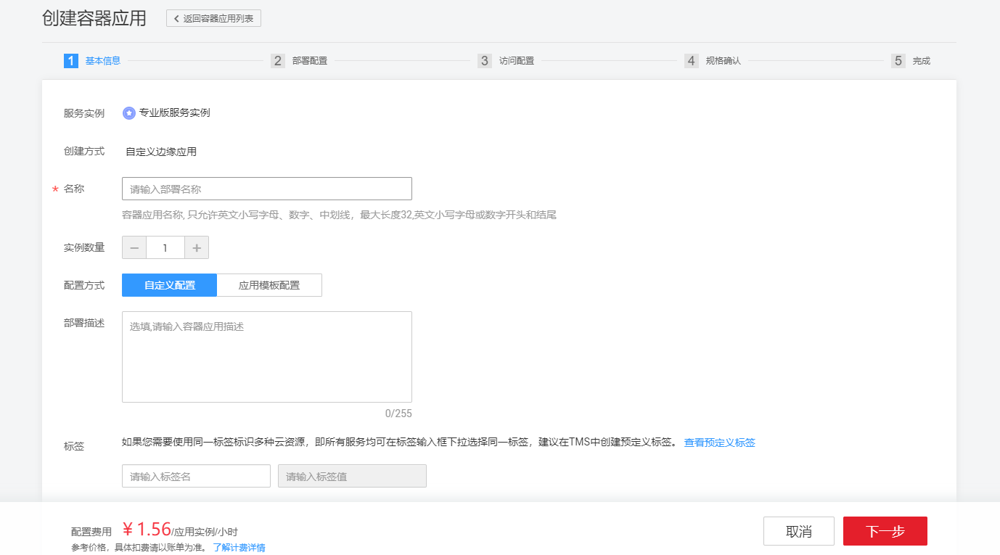 创建容器应用
返回容器应用列表
1 基本信息
2 部署配置
3 访问配置
4 规格确认
5 完成
服务实例 专业版服务实例
创建方式 自定义边缘应用
* 名称 请输入部署名称
容器应用名称, 只允许英文小写字母、数字、中划线，最大长度32,英文小写字母或数字开头和结尾
实例数量 − 1 +
配置方式 自定义配置 应用模板配置
部署描述 选填,请输入容器应用描述
0/255
标签 如果您需要使用同一标签标识多种云资源，即所有服务均可在标签输入框下拉选择同一标签，建议在TMS中创建预定义标签。 查看预定义标签
请输入标签名 请输入标签值
配置费用 ¥ 1.56/应用实例/小时
参考价格，具体扣费请以账单为准。 了解计费详情
取消 下一步